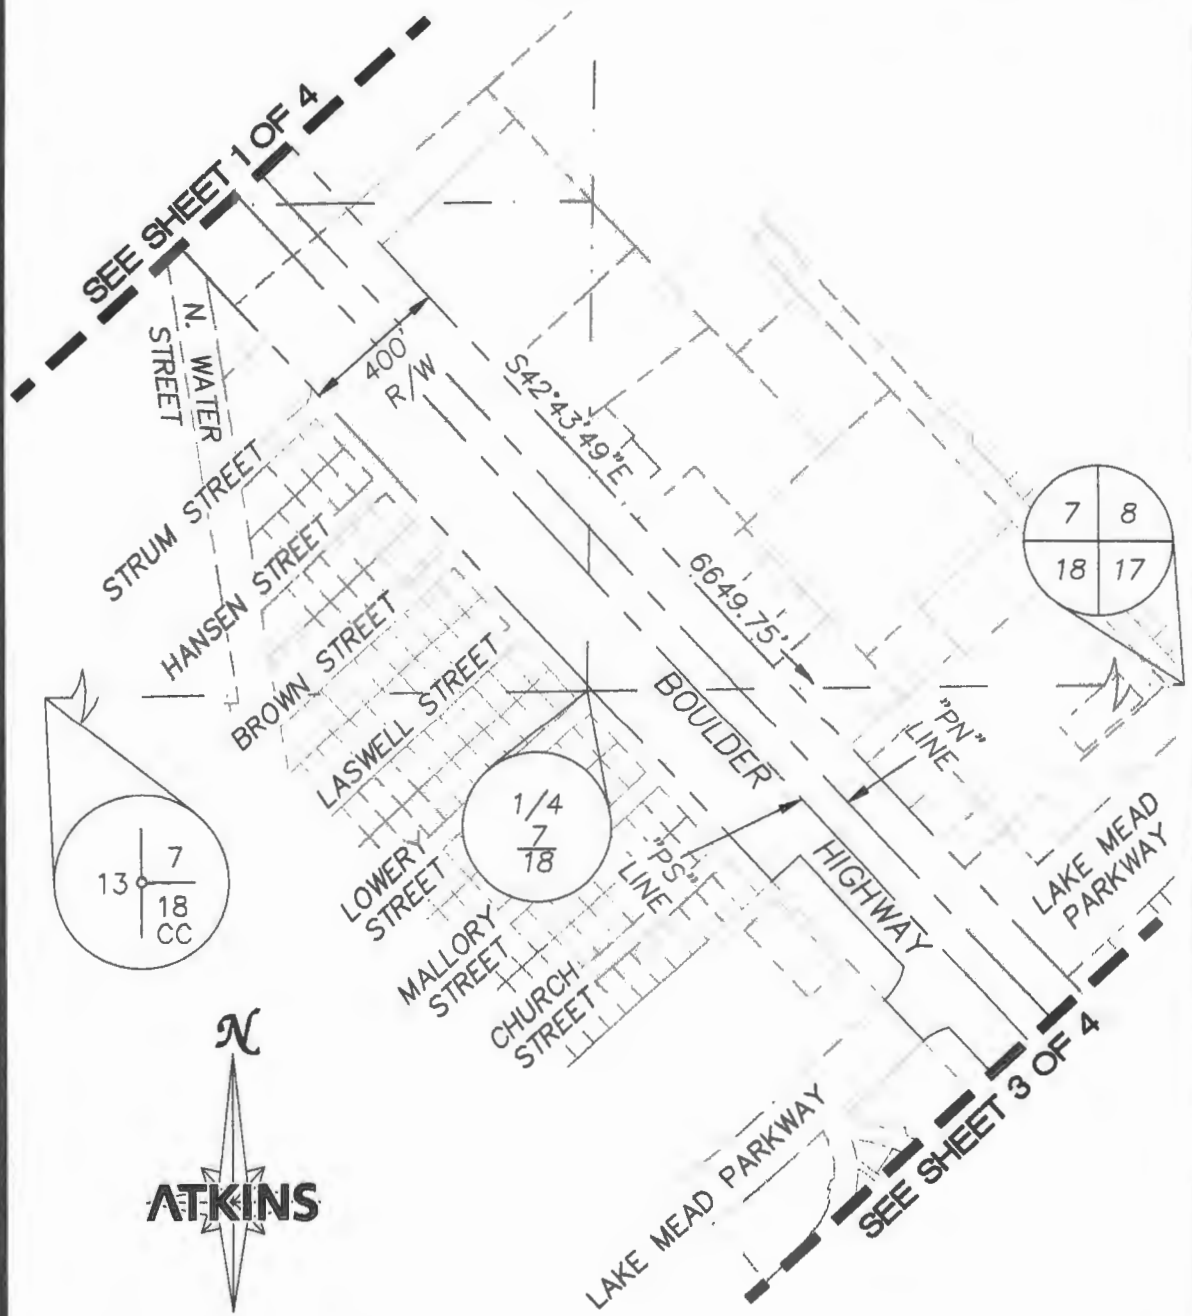 SEE SHEET 1 OF 4
N. WATER
STREET
400'
R/W
S42°43'49"E
6649.75'
STRUM STREET
HANSEN STREET
BROWN STREET
LASWELL STREET
LOWERY
STREET
MALLORY
STREET
CHURCH
STREET
7 8
18 17
1/4
7
18
13 7
18
CC
BOULDER
HIGHWAY
"PN"
LINE
"PS"
LINE
LAKE MEAD
PARKWAY
LAKE MEAD PARKWAY
SEE SHEET 3 OF 4
N
ATKINS